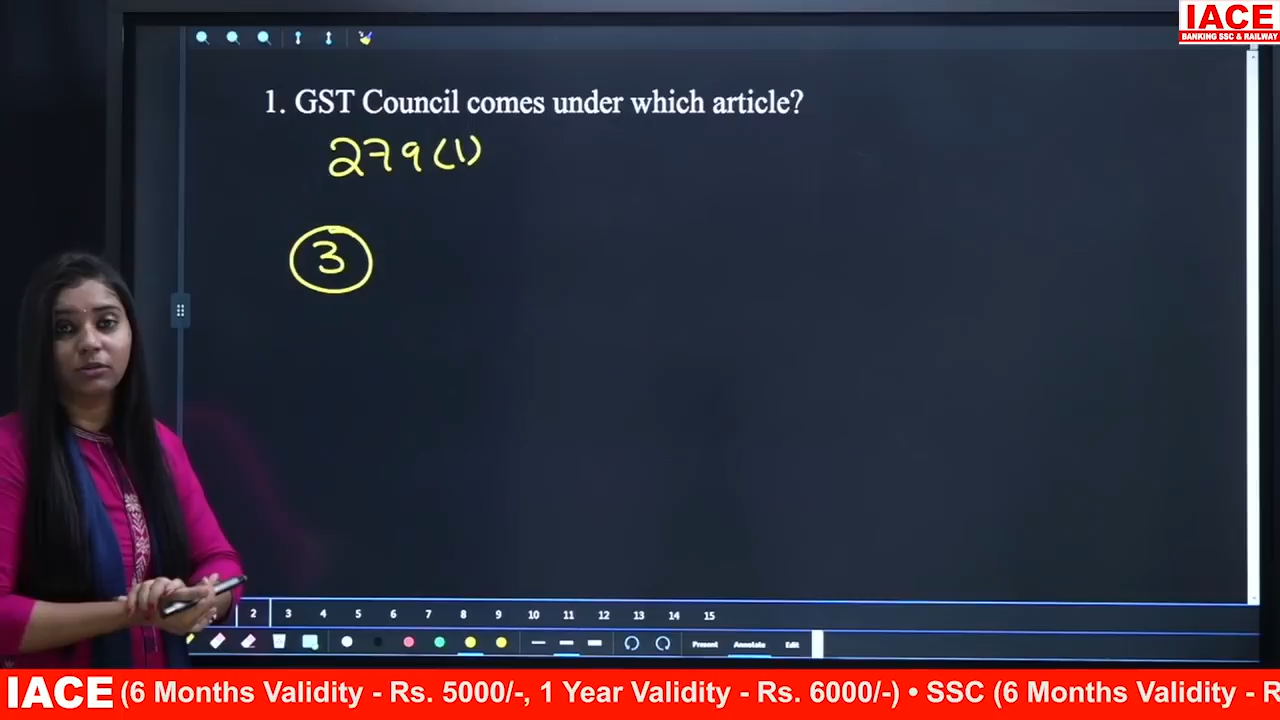 IACE
BANKING SSC & RAILWAY
1. GST Council comes under which article?
279(1)
3
2 3 4 5 6 7 8 9 10 11 12 13 14 15
Present Annotate Edit
IACE (6 Months Validity - Rs. 5000/-, 1 Year Validity - Rs. 6000/-) • SSC (6 Months Validity - R